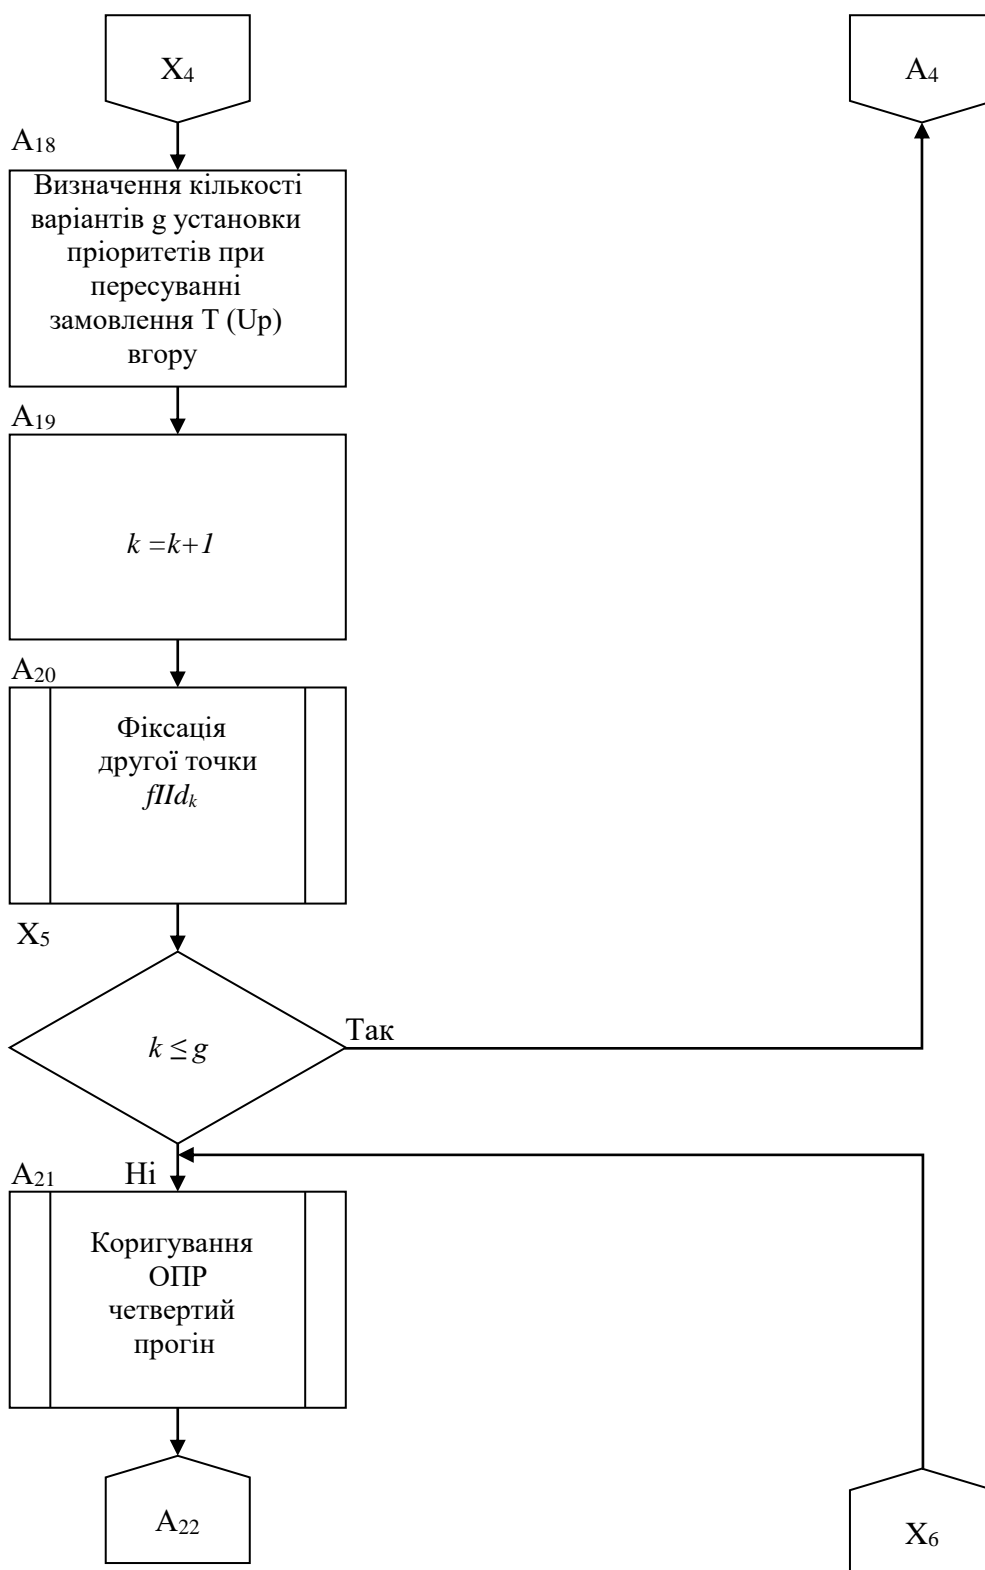 X4
A4
A18
Визначення кількості
варіантів g установки
пріоритетів при
пересуванні
замовлення Т (Up)
вгору
A19
k =k+1
A20
Фіксація
другої точки
fIIdk
X5
k ≤ g
Так
A21
Ні
Коригування
ОПР
четвертий
прогін
A22
X6